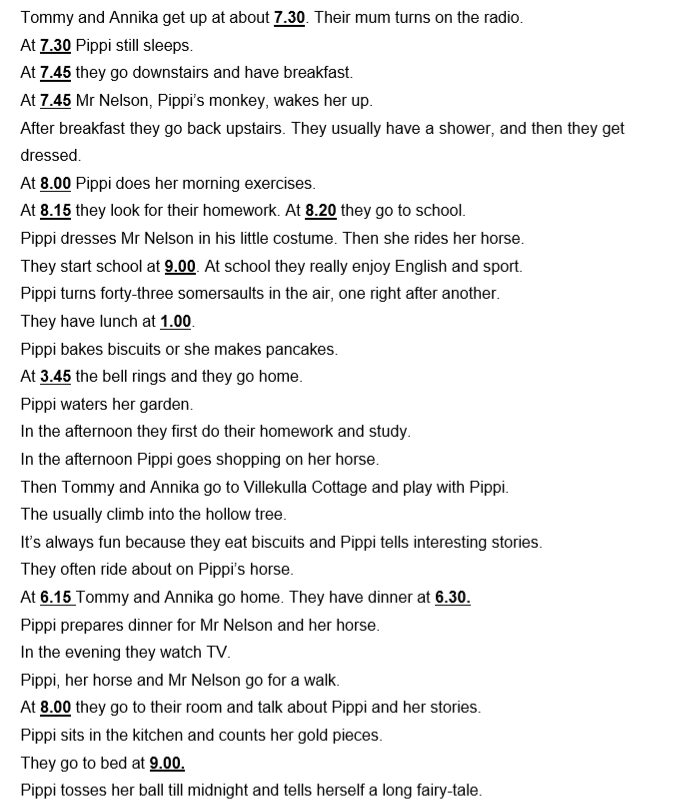 Tommy and Annika get up at about 7.30. Their mum turns on the radio.
At 7.30 Pippi still sleeps.
At 7.45 they go downstairs and have breakfast.
At 7.45 Mr Nelson, Pippi's monkey, wakes her up.
After breakfast they go back upstairs. They usually have a shower, and then they get
dressed.
At 8.00 Pippi does her morning exercises.
At 8.15 they look for their homework. At 8.20 they go to school.
Pippi dresses Mr Nelson in his little costume. Then she rides her horse.
They start school at 9.00. At school they really enjoy English and sport.
Pippi turns forty-three somersaults in the air, one right after another.
They have lunch at 1.00.
Pippi bakes biscuits or she makes pancakes.
At 3.45 the bell rings and they go home.
Pippi waters her garden.
In the afternoon they first do their homework and study.
In the afternoon Pippi goes shopping on her horse.
Then Tommy and Annika go to Villekulla Cottage and play with Pippi.
The usually climb into the hollow tree.
It's always fun because they eat biscuits and Pippi tells interesting stories.
They often ride about on Pippi's horse.
At 6.15 Tommy and Annika go home. They have dinner at 6.30.
Pippi prepares dinner for Mr Nelson and her horse.
In the evening they watch TV.
Pippi, her horse and Mr Nelson go for a walk.
At 8.00 they go to their room and talk about Pippi and her stories.
Pippi sits in the kitchen and counts her gold pieces.
They go to bed at 9.00.
Pippi tosses her ball till midnight and tells herself a long fairy-tale.